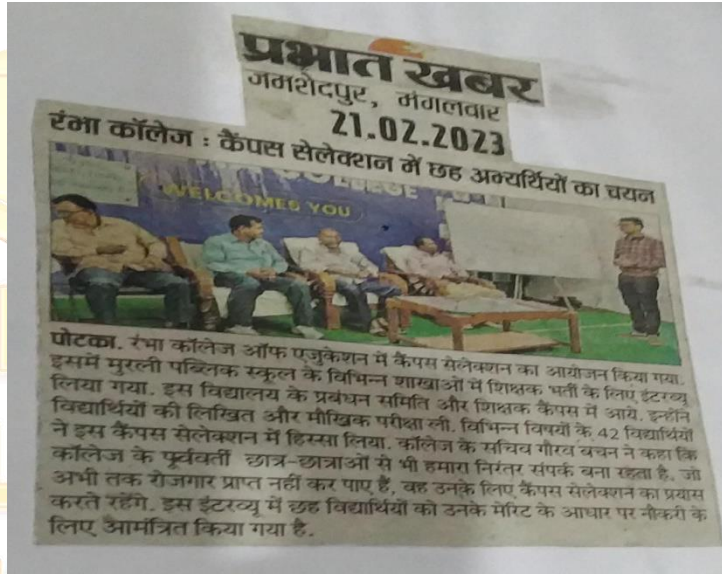 प्रभात खबर
जमशेदपुर, मंगलवार
21.02.2023
रंभा कॉलेज : कैंपस सेलेक्शन में छह अभ्यर्थियों का चयन
COLLEGE
WELCOMES YOU
पोटका. रंभा कॉलेज ऑफ एजुकेशन में कैंपस सेलेक्शन का आयोजन किया गया.
इसमें मुरली पब्लिक स्कूल के विभिन्न शाखाओं में शिक्षक भर्ती के लिए इंटरव्यू
लिया गया. इस विद्यालय के प्रबंधन समिति और शिक्षक कैंपस में आये. इन्होंने
विद्यार्थियों की लिखित और मौखिक परीक्षा ली. विभिन्न विषयों के 42 विद्यार्थियों
ने इस कैंपस सेलेक्शन में हिस्सा लिया. कॉलेज के सचिव गौरव बचन ने कहा कि
कॉलेज के पूर्ववर्ती छात्र-छात्राओं से भी हमारा निरंतर संपर्क बना रहता है. जो
अभी तक रोजगार प्राप्त नहीं कर पाए हैं, वह उनके लिए कैंपस सेलेक्शन का प्रयास
करते रहेंगे. इस इंटरव्यू में छह विद्यार्थियों को उनके मेरिट के आधार पर नौकरी के
लिए आमंत्रित किया गया है.